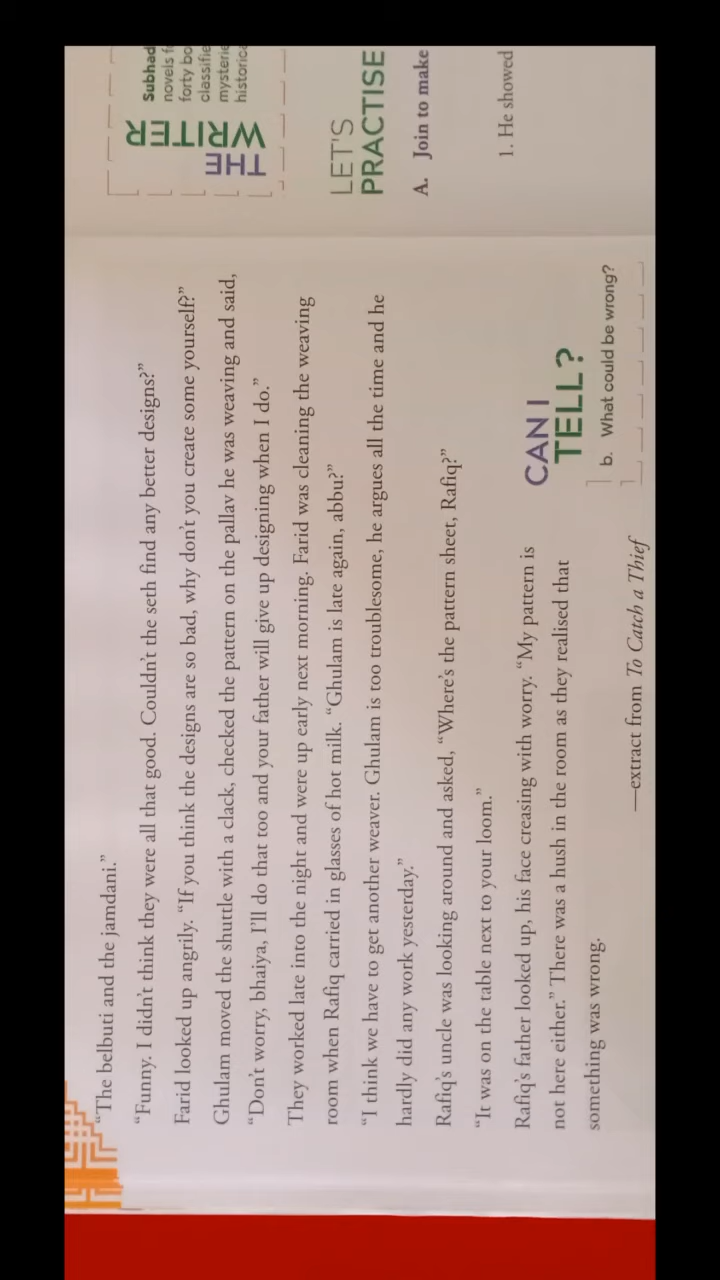 “The belbuti and the jamdani.”
“Funny. I didn’t think they were all that good. Couldn’t the seth find any better designs?”
Farid looked up angrily. “If you think the designs are so bad, why don’t you create some yourself?”
Ghulam moved the shuttle with a clack, checked the pattern on the pallav he was weaving and said,
“Don’t worry, bhaiya, I’ll do that too and your father will give up designing when I do.”
They worked late into the night and were up early next morning. Farid was cleaning the weaving
room when Rafiq carried in glasses of hot milk. “Ghulam is late again, abbu?”
“I think we have to get another weaver. Ghulam is too troublesome, he argues all the time and he
hardly did any work yesterday.”
Rafiq’s uncle was looking around and asked, “Where’s the pattern sheet, Rafiq?”
“It was on the table next to your loom.”
Rafiq’s father looked up, his face creasing with worry. “My pattern is
not here either.” There was a hush in the room as they realised that
something was wrong.
—extract from To Catch a Thief
CAN I
TELL?
b. What could be wrong?
THE
WRITER
Subhad
novels f
forty bo
classifie
mysterie
historica
LET’S
PRACTISE
A. Join to make
1. He showed